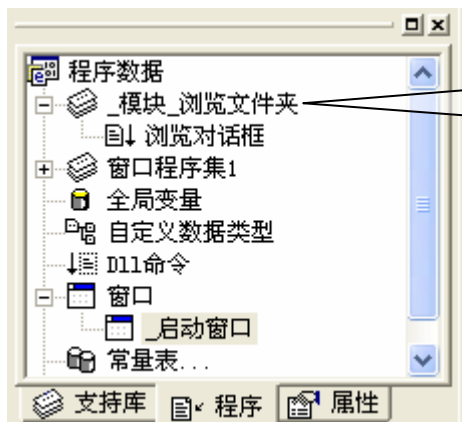 程序数据
_模块_浏览文件夹
浏览对话框
窗口程序集1
全局变量
自定义数据类型
Dll命令
窗口
_启动窗口
常量表...
支持库 程序 属性